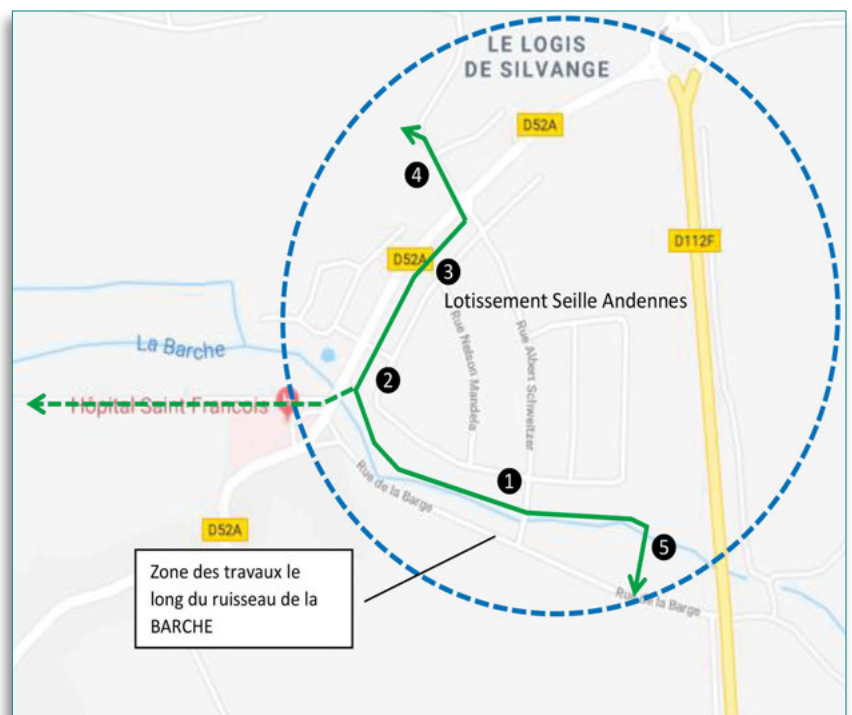 LE LOGIS
DE SILVANGE
D52A
4
D52A
3
D112F
Lotissement Seille Andennes
La Barche
Rue Nelson Mandela
Rue Albert Schweitzer
2
Hôpital Saint François
1
Rue de la Barge
D52A
5
Zone des travaux le
long du ruisseau de la
BARCHE
Rue de la Barge